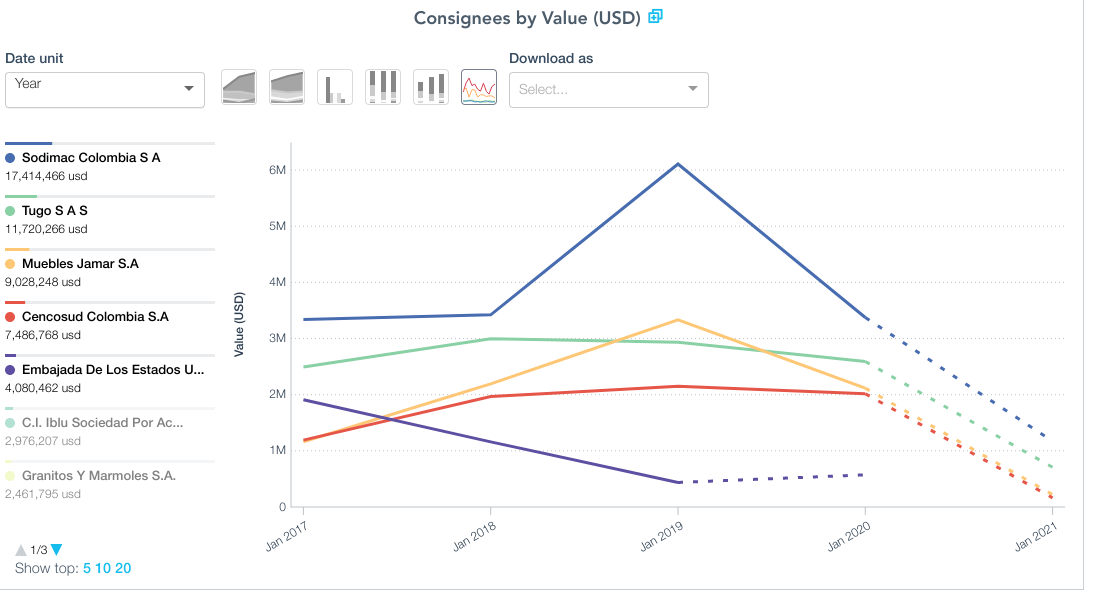 Consignees by Value (USD)
Date unit
Year
Download as
Select...
Sodimac Colombia S A
17,414,466 usd
Tugo S A S
11,720,266 usd
Muebles Jamar S.A
9,028,248 usd
Cencosud Colombia S.A
7,486,768 usd
Embajada De Los Estados U...
4,080,462 usd
C.I. Iblu Sociedad Por Ac...
2,976,207 usd
Granitos Y Marmoles S.A.
2,461,795 usd
1/3
Show top: 5 10 20
Value (USD)
6M
5M
4M
3M
2M
1M
0
Jan 2017
Jan 2018
Jan 2019
Jan 2020
Jan 2021